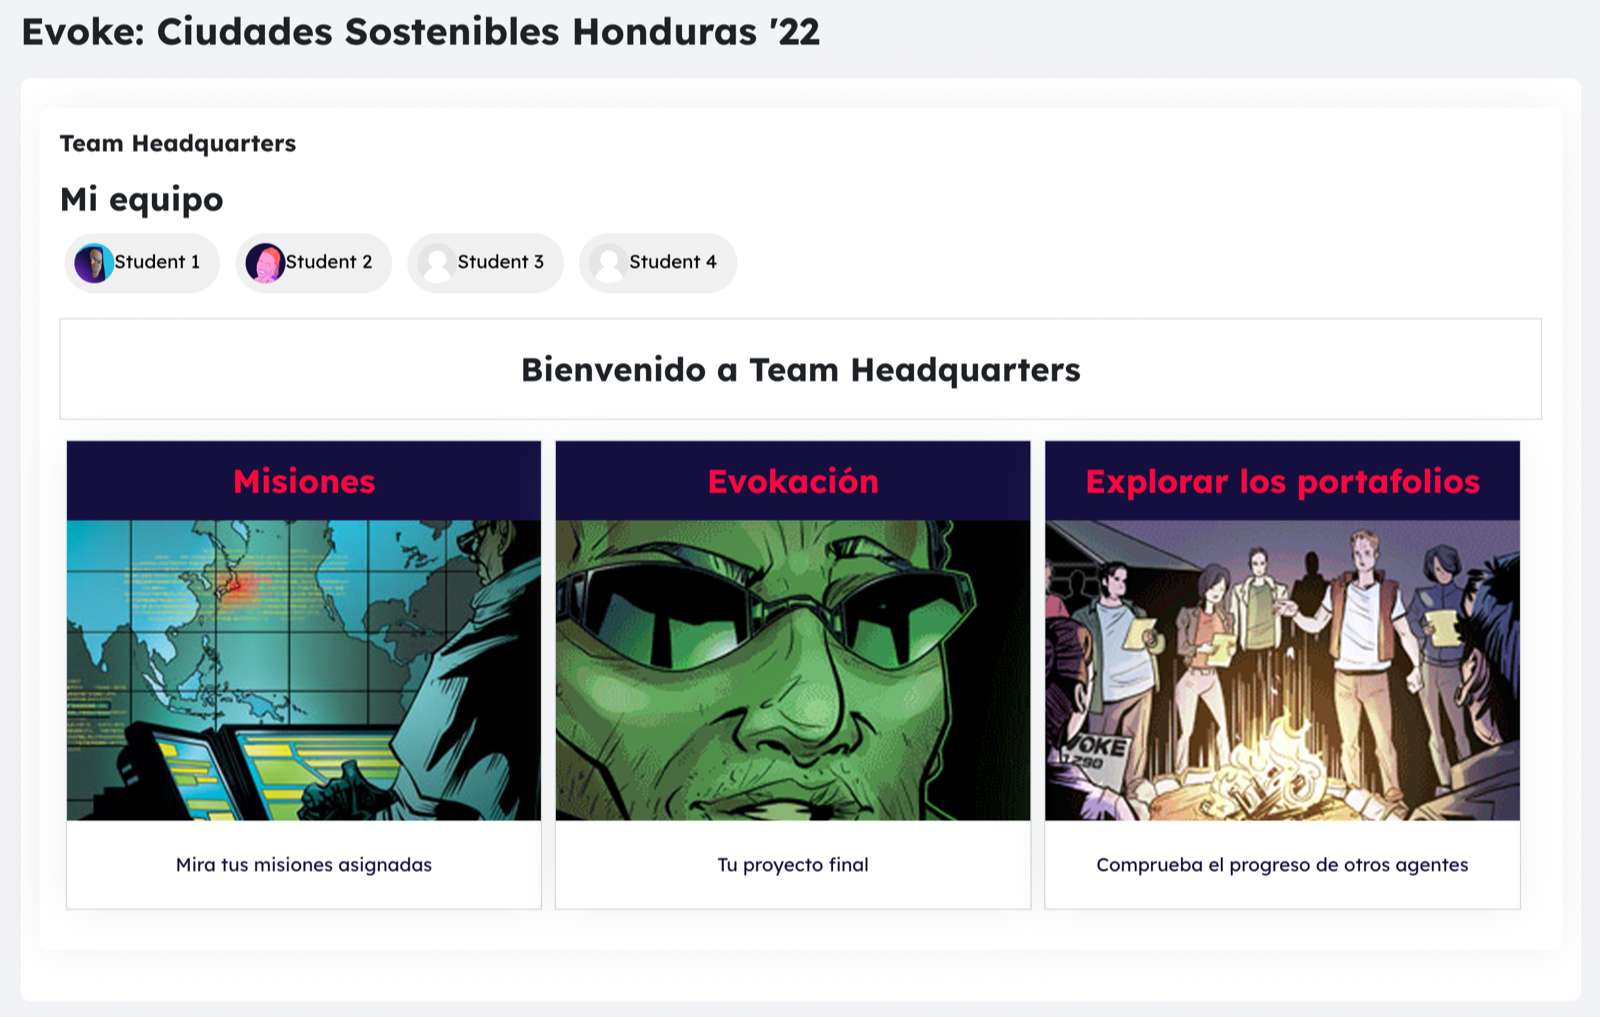 Evoke: Ciudades Sostenibles Honduras '22
Team Headquarters
Mi equipo
Student 1
Student 2
Student 3
Student 4
Bienvenido a Team Headquarters
Misiones
Evokación
Explorar los portafolios
VOKE
1.290
Mira tus misiones asignadas
Tu proyecto final
Comprueba el progreso de otros agentes